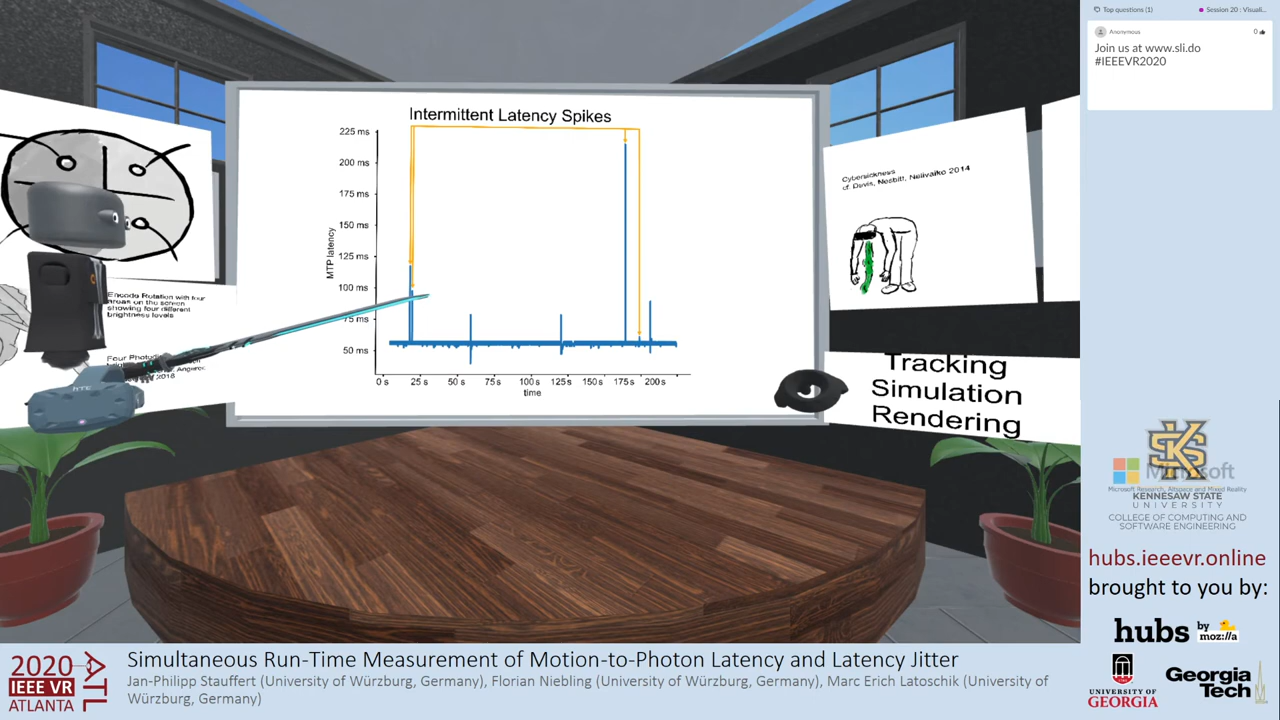 Top questions (1)
Session 20 : Visuali...
Anonymous
0
Join us at www.sli.do
#IEEEVR2020
Intermittent Latency Spikes
225 ms
200 ms
175 ms
150 ms
125 ms
100 ms
75 ms
50 ms
MTP latency
0 s
25 s
50 s
75 s
100 s
125 s
150 s
175 s
200 s
time
Encode Rotation with four
areas on the screen
showing four different
brightness levels
Four
2018
HTC
Cybersickness
cf. Davis, Nesbitt, Nalivaiko 2014
Tracking
Simulation
Rendering
KS
Microsoft
Microsoft Research, Altspace and Mixed Reality
KENNESAW STATE
UNIVERSITY
COLLEGE OF COMPUTING AND
SOFTWARE ENGINEERING
hubs.ieeevr.online
brought to you by:
hubs by
moz://a
UNIVERSITY OF
GEORGIA
Georgia
Tech
2020
IEEE VR
ATLANTA
ATL
Simultaneous Run-Time Measurement of Motion-to-Photon Latency and Latency Jitter
Jan-Philipp Stauffert (University of Würzburg, Germany), Florian Niebling (University of Würzburg, Germany), Marc Erich Latoschik (University of
Würzburg, Germany)